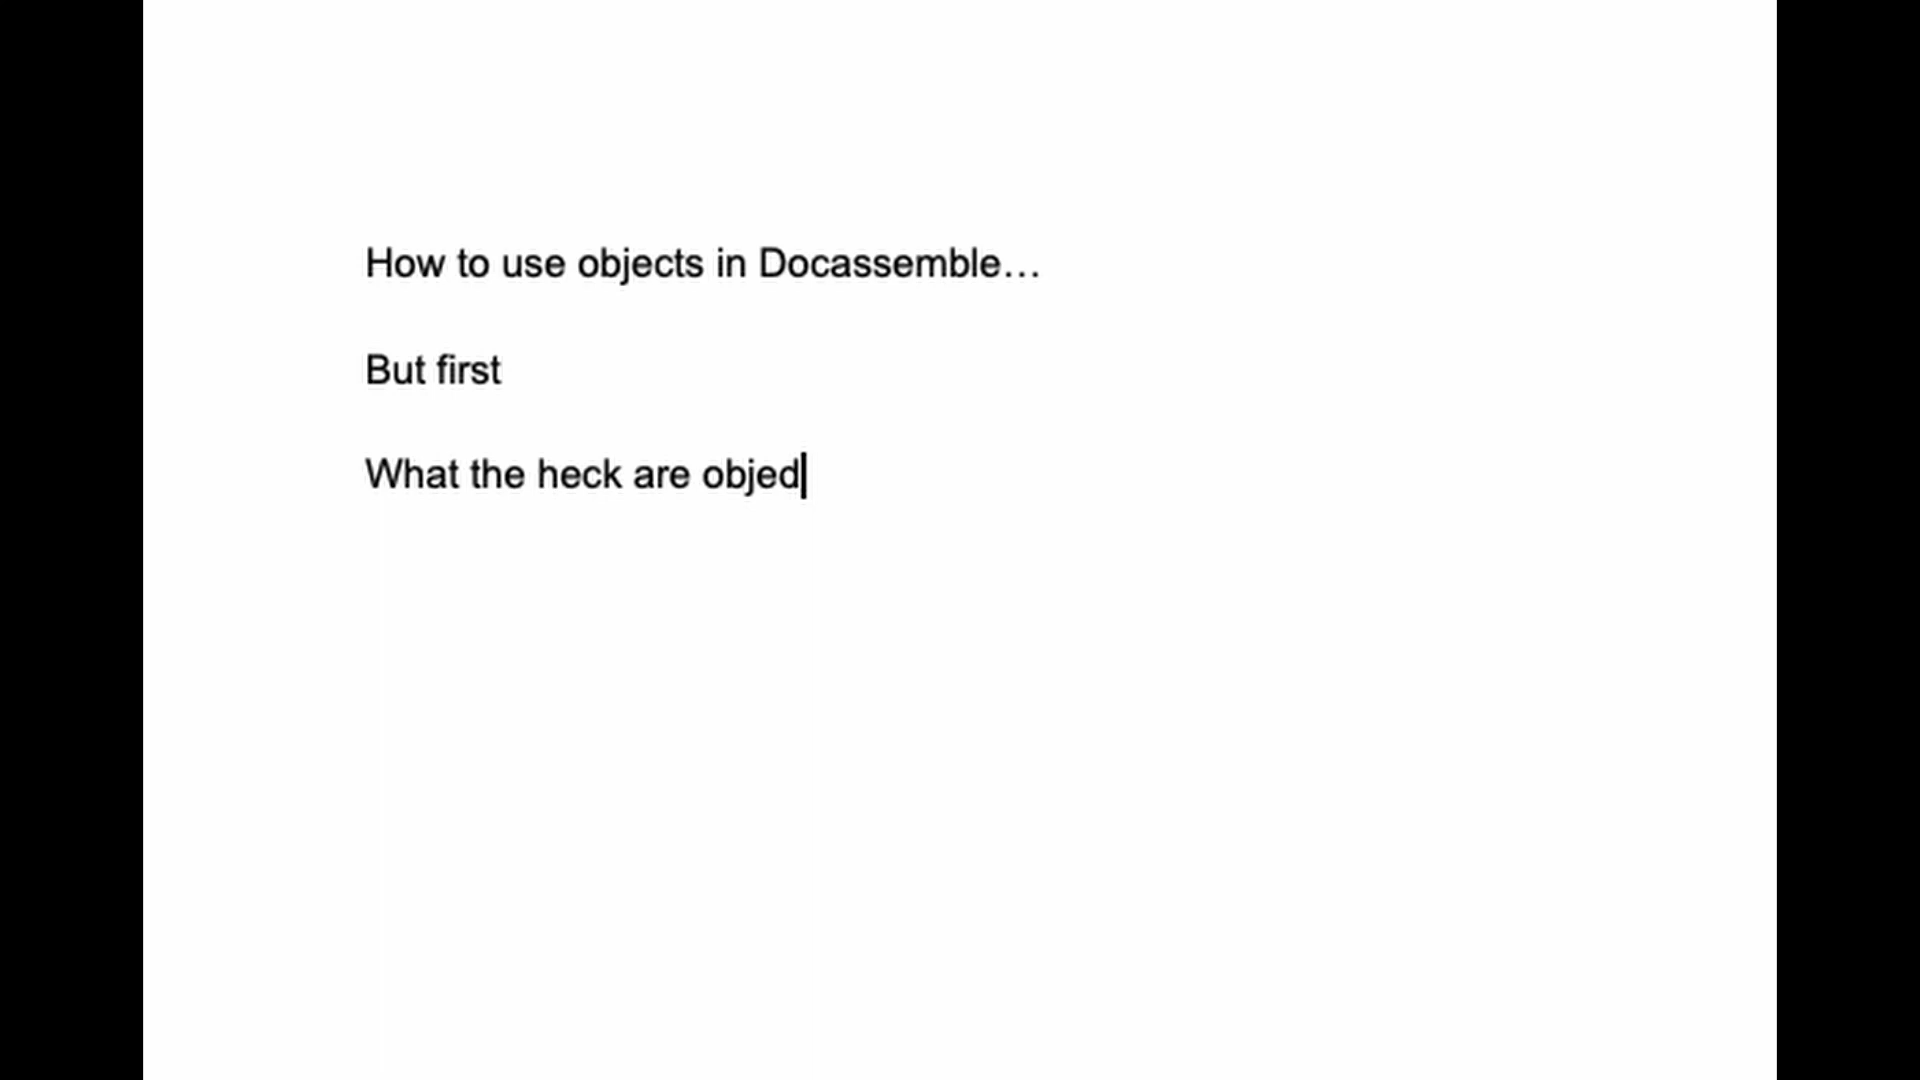 How to use objects in Docassemble…
But first
What the heck are objed